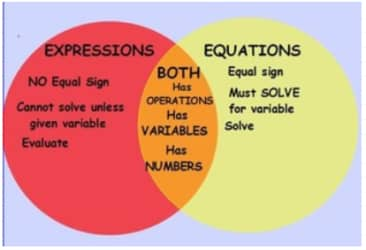 EXPRESSIONS
NO Equal Sign
Cannot solve unless
given variable
Evaluate
BOTH
Has
OPERATIONS
Has
VARIABLES
Has
NUMBERS
EQUATIONS
Equal sign
Must SOLVE
for variable
Solve